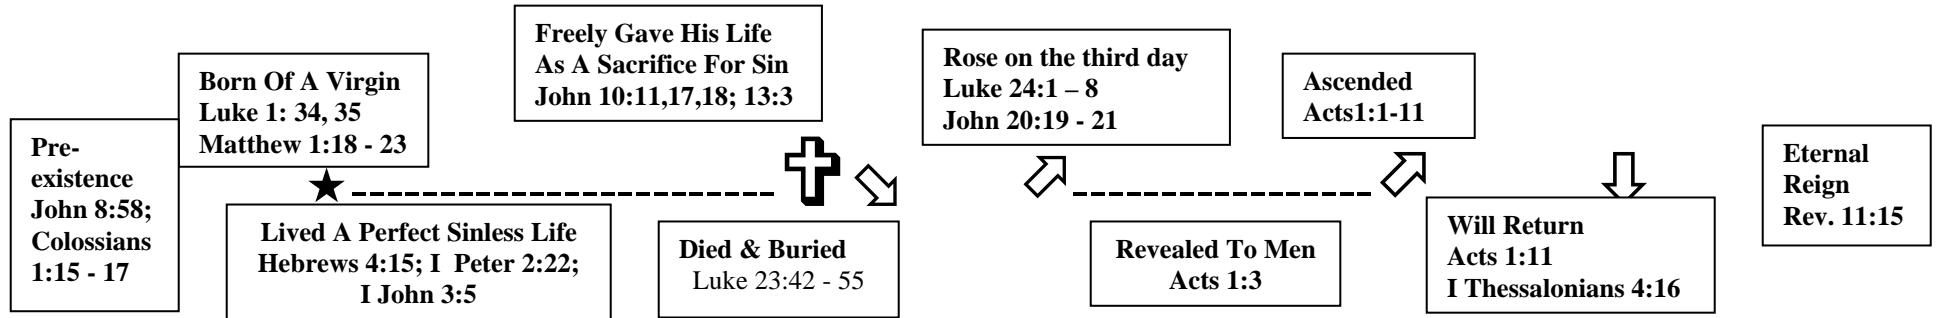 Pre-
existence
John 8:58;
Colossians
1:15 - 17
Born Of A Virgin
Luke 1: 34, 35
Matthew 1:18 - 23
Lived A Perfect Sinless Life
Hebrews 4:15; I  Peter 2:22;
I John 3:5
Freely Gave His Life
As A Sacrifice For Sin
John 10:11,17,18; 13:3
Died & Buried
Luke 23:42 - 55
Rose on the third day
Luke 24:1 – 8
John 20:19 - 21
Revealed To Men
Acts 1:3
Ascended
Acts1:1-11
Will Return
Acts 1:11
I Thessalonians 4:16
Eternal
Reign
Rev. 11:15